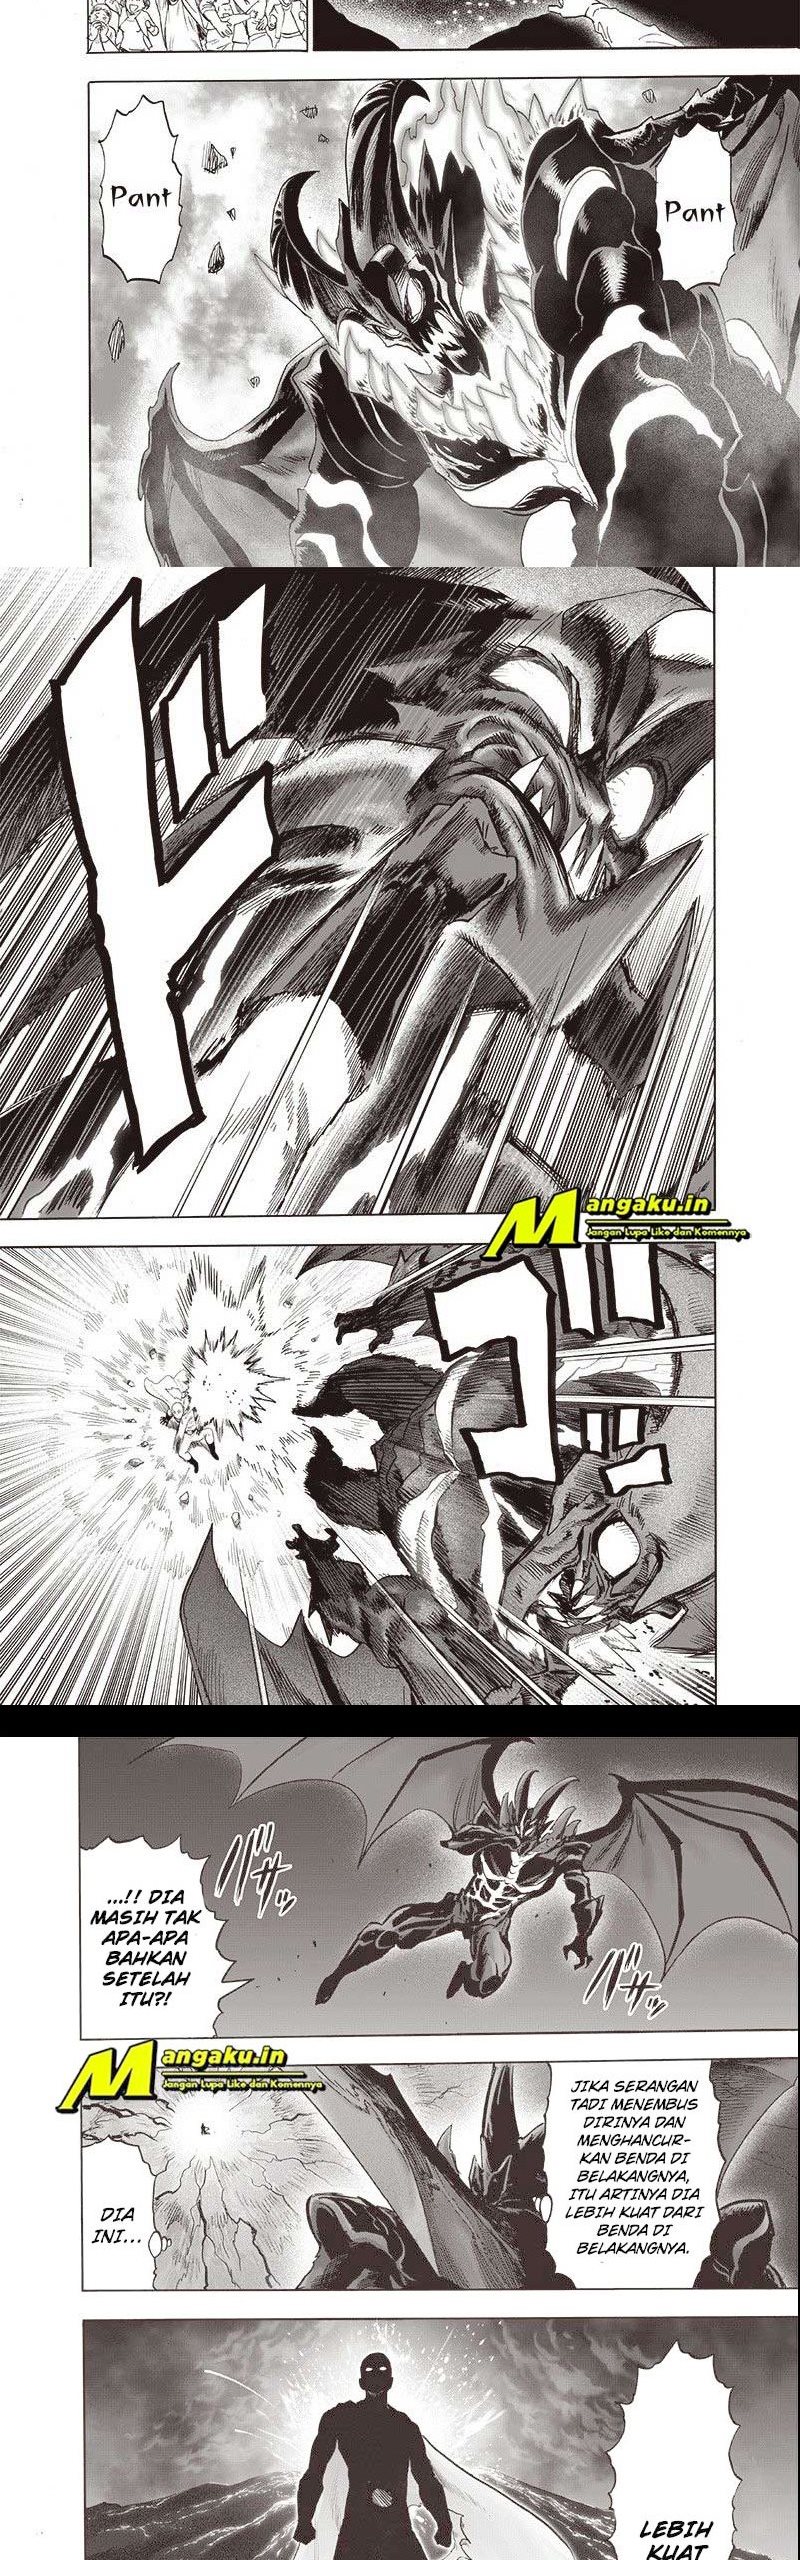 Pant
Pant
ド
ゴ
Mangaku.in
Jangan Lupa Like dan Komennya
...!! DIA
MASIH TAK
APA-APA
BAHKAN
SETELAH
ITU?!
バサッ
バサッ
Mangaku.in
Jangan Lupa Like dan Komennya
JIKA SERANGAN
TADI MENEMBUS
DIRINYA DAN
MENGHANCUR-
KAN BENDA DI
BELAKANGNYA,
ITU ARTINYA DIA
LEBIH KUAT DARI
BENDA DI
BELAKANGNYA.
DIA
INI...
LEBIH
KUAT